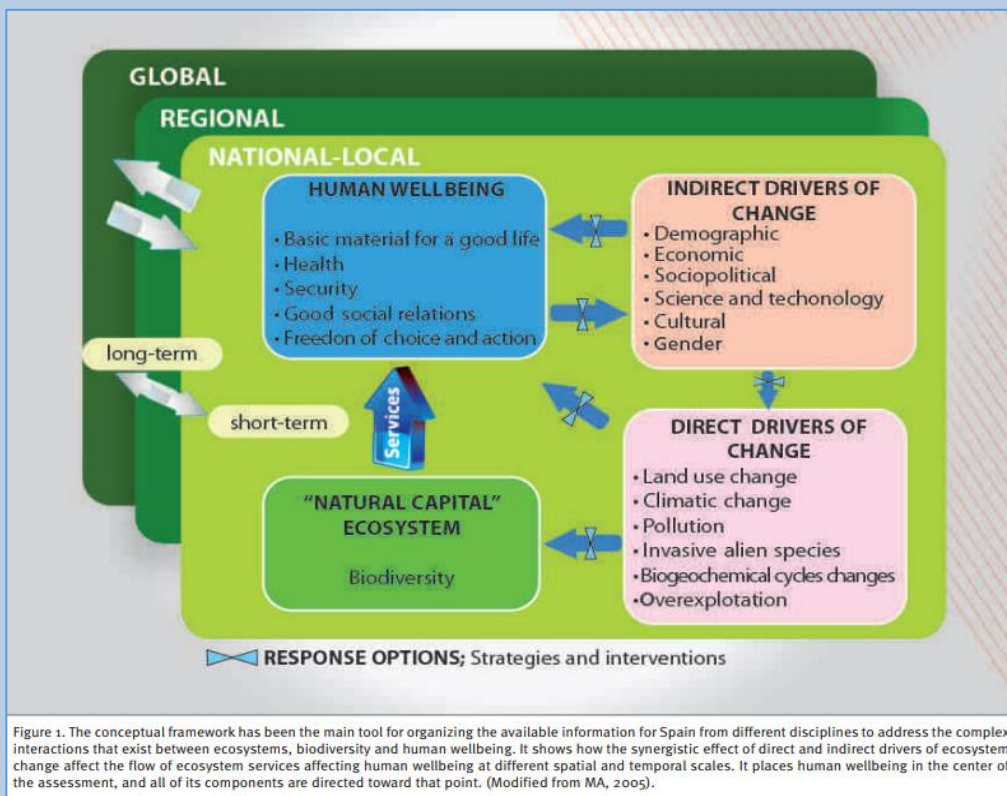 GLOBAL
REGIONAL
NATIONAL-LOCAL
HUMAN WELLBEING
• Basic material for a good life
• Health
• Security
• Good social relations
• Freedon of choice and action
INDIRECT DRIVERS OF
CHANGE
• Demographic
• Economic
• Sociopolitical
• Science and techonology
• Cultural
• Gender
long-term
short-term
Services
"NATURAL CAPITAL"
ECOSYSTEM
Biodiversity
DIRECT DRIVERS OF
CHANGE
• Land use change
• Climatic change
• Pollution
• Invasive alien species
• Biogeochemical cycles changes
• Overexplotation
RESPONSE OPTIONS; Strategies and interventions
Figure 1. The conceptual framework has been the main tool for organizing the available information for Spain from different disciplines to address the complex
interactions that exist between ecosystems, biodiversity and human wellbeing. It shows how the synergistic effect of direct and indirect drivers of ecosystem
change affect the flow of ecosystem services affecting human wellbeing at different spatial and temporal scales. It places human wellbeing in the center of
the assessment, and all of its components are directed toward that point. (Modified from MA, 2005).